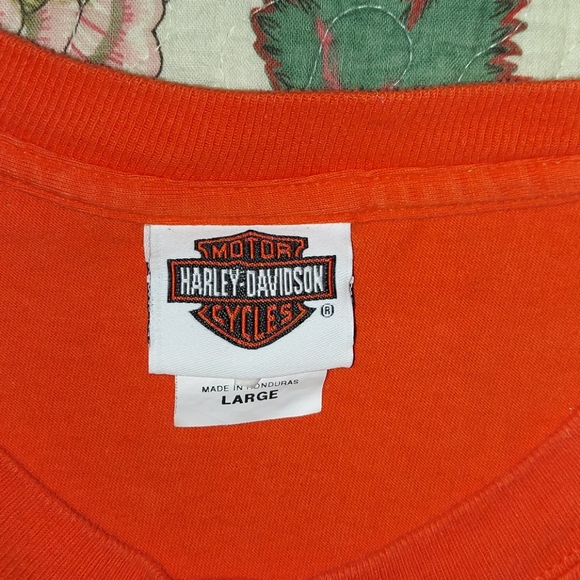 MOTOR
HARLEY-DAVIDSON
CYCLES
®
MADE IN HONDURAS
LARGE